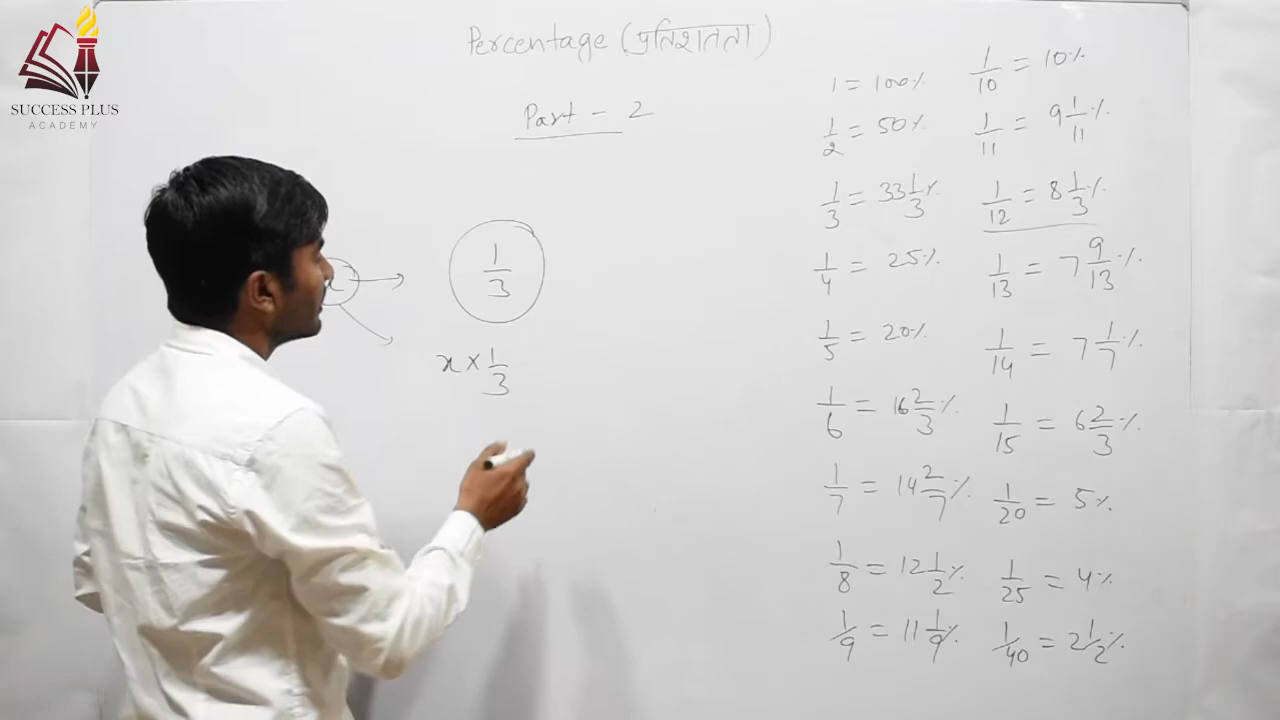 SUCCESS PLUS
ACADEMY
Percentage (प्रतिशतता)
Part - 2
1/3
x × 1/3
1 = 100%
1/2 = 50%
1/3 = 33 1/3%
1/4 = 25%
1/5 = 20%
1/6 = 16 2/3%
1/7 = 14 2/7%
1/8 = 12 1/2%
1/9 = 11 1/9%
1/10 = 10%
1/11 = 9 1/11%
1/12 = 8 1/3%
1/13 = 7 9/13%
1/14 = 7 1/7%
1/15 = 6 2/3%
1/20 = 5%
1/25 = 4%
1/40 = 2 1/2%